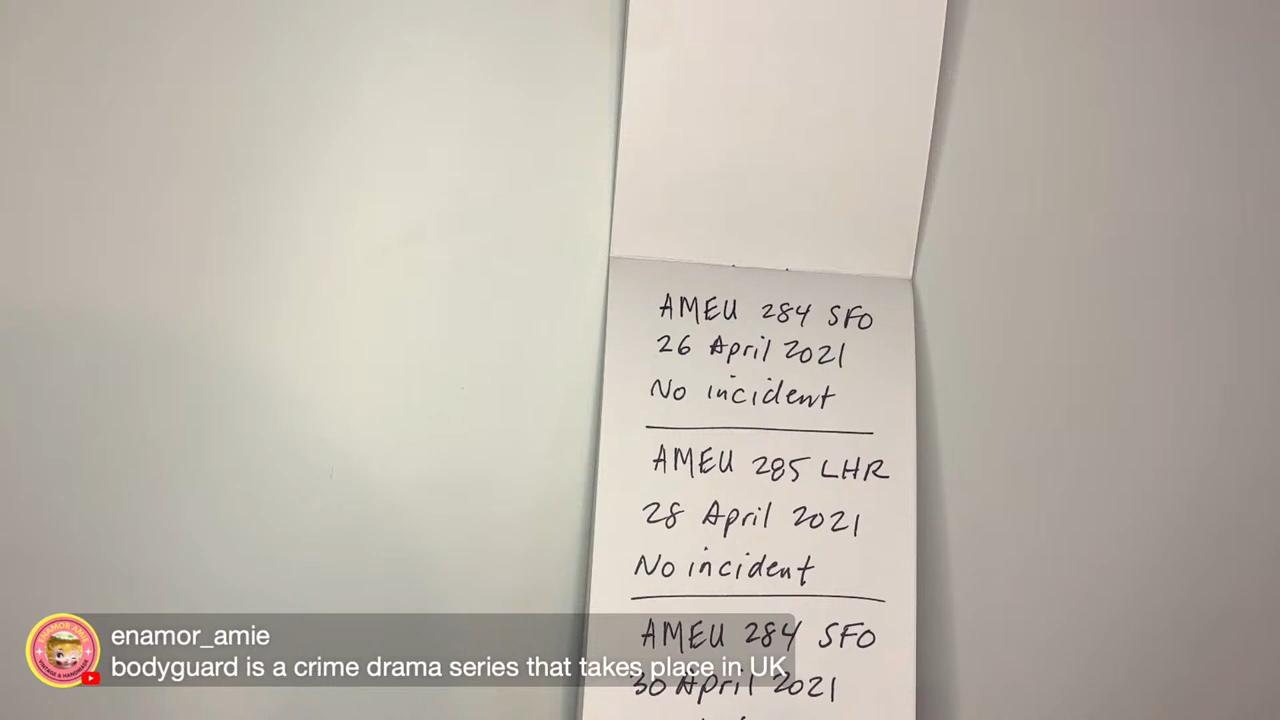 AMEU 284 SFO
26 April 2021
No incident
AMEU 285 LHR
28 April 2021
No incident
AMEU 284 SFO
30 April 2021
enamor_amie
bodyguard is a crime drama series that takes place in UK